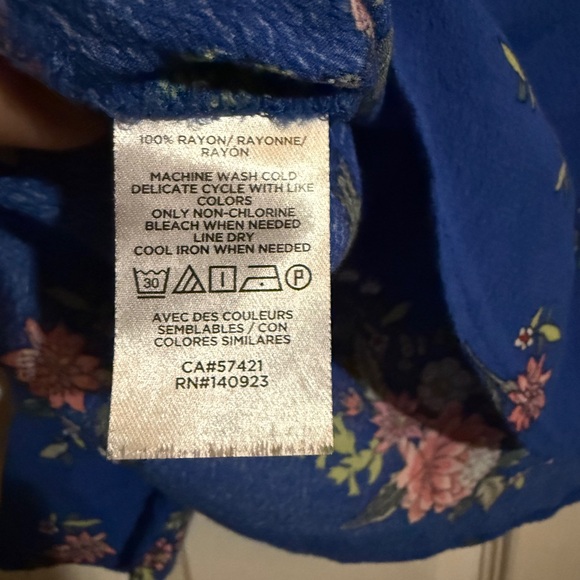 100% RAYON/ RAYONNE/
RAYÓN
MACHINE WASH COLD
DELICATE CYCLE WITH LIKE
COLORS
ONLY NON-CHLORINE
BLEACH WHEN NEEDED
LINE DRY
COOL IRON WHEN NEEDED
30 P
AVEC DES COULEURS
SEMBLABLES / CON
COLORES SIMILARES
CA#57421
RN#140923